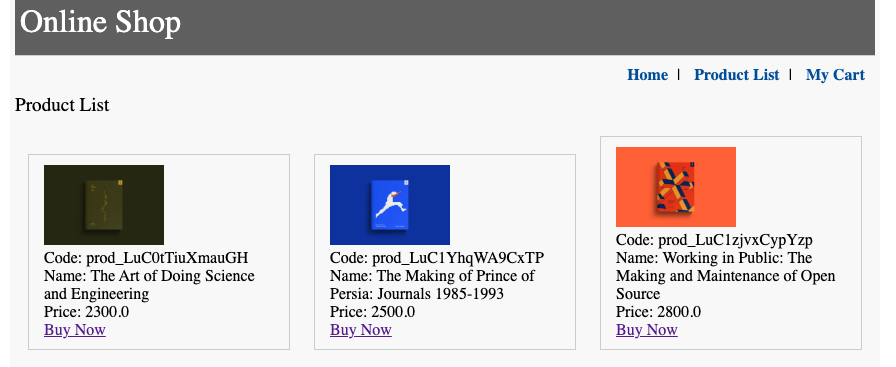 Online Shop
Home | Product List | My Cart
Product List
Code: prod_LuC0tTiuXmauGH
Name: The Art of Doing Science
and Engineering
Price: 2300.0
Buy Now
Code: prod_LuC1YhqWA9CxTP
Name: The Making of Prince of
Persia: Journals 1985-1993
Price: 2500.0
Buy Now
Code: prod_LuC1zjvxCypYzp
Name: Working in Public: The
Making and Maintenance of Open
Source
Price: 2800.0
Buy Now